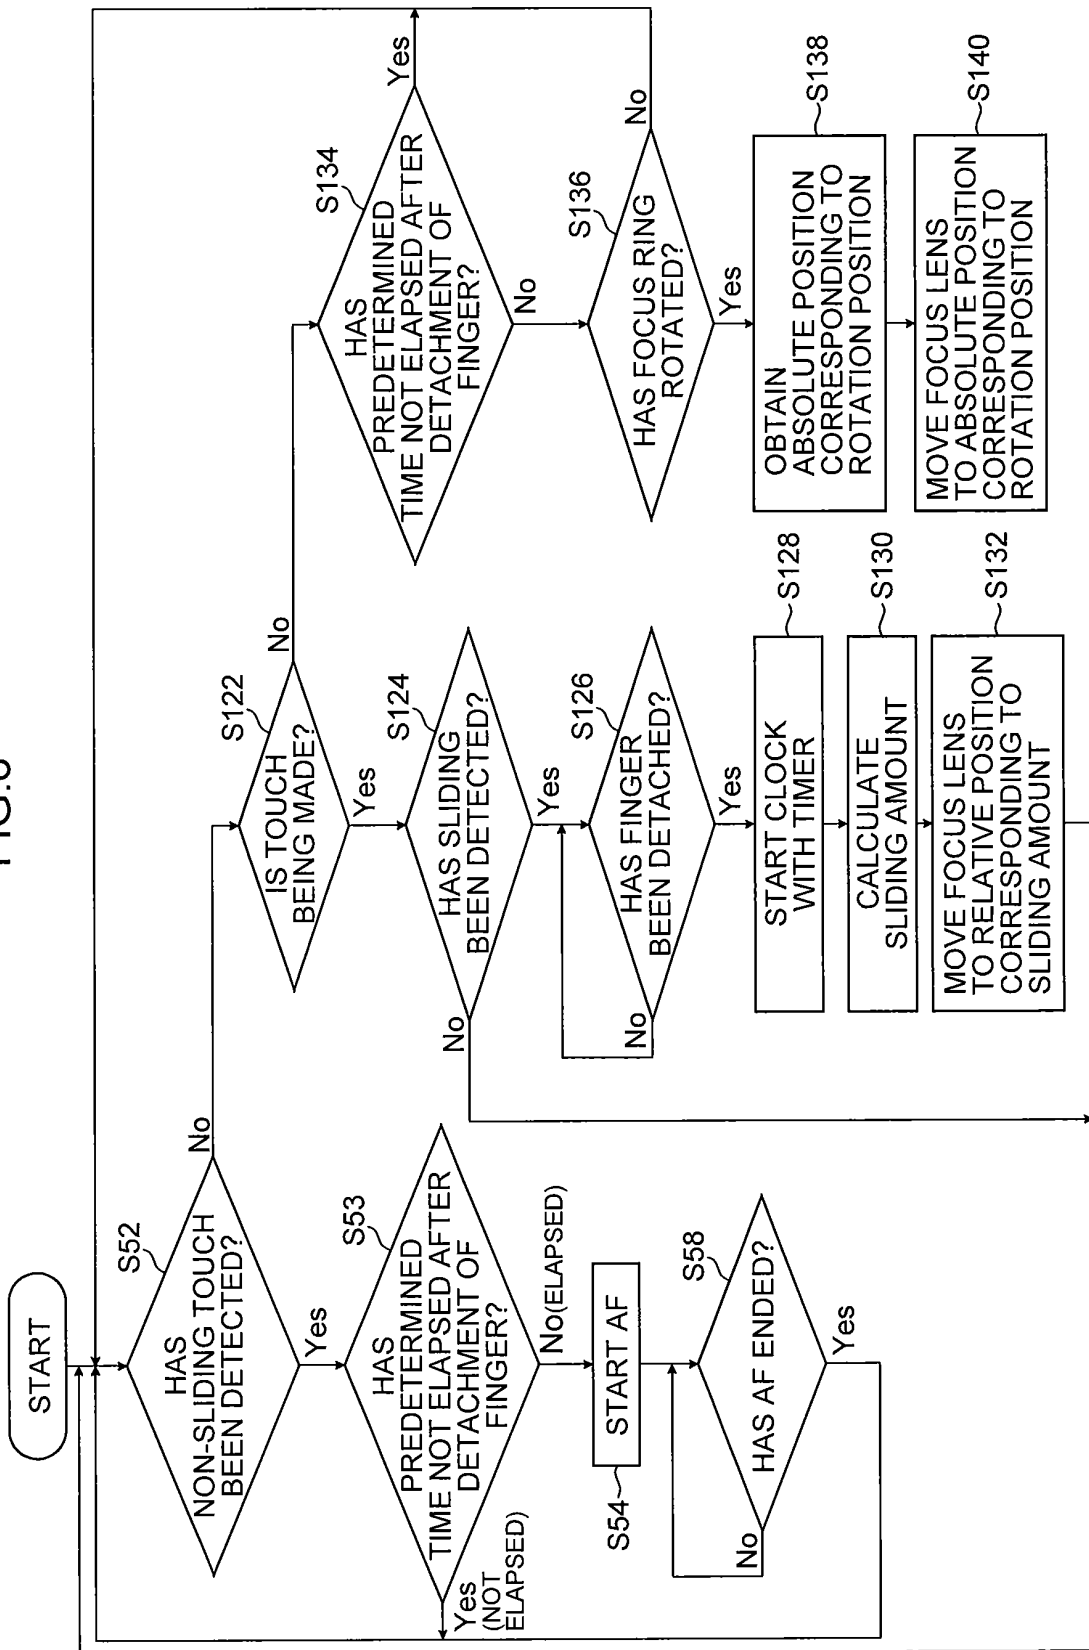 START
S52
HAS
NON-SLIDING TOUCH
BEEN DETECTED?
No
Yes
S53
HAS
PREDETERMINED
TIME NOT ELAPSED AFTER
DETACHMENT OF
FINGER?
Yes
(NOT
ELAPSED)
No(ELAPSED)
START AF
S54
S58
HAS AF ENDED?
No
Yes
S122
IS TOUCH
BEING MADE?
No
Yes
S124
HAS SLIDING
BEEN DETECTED?
No
Yes
S126
HAS FINGER
BEEN DETACHED?
No
Yes
START CLOCK
WITH TIMER
S128
CALCULATE
SLIDING AMOUNT
S130
MOVE FOCUS LENS
TO RELATIVE POSITION
CORRESPONDING TO
SLIDING AMOUNT
S132
S134
HAS
PREDETERMINED
TIME NOT ELAPSED AFTER
DETACHMENT OF
FINGER?
Yes
No
S136
HAS FOCUS RING
ROTATED?
No
Yes
OBTAIN
ABSOLUTE POSITION
CORRESPONDING TO
ROTATION POSITION
S138
MOVE FOCUS LENS
TO ABSOLUTE POSITION
CORRESPONDING TO
ROTATION POSITION
S140